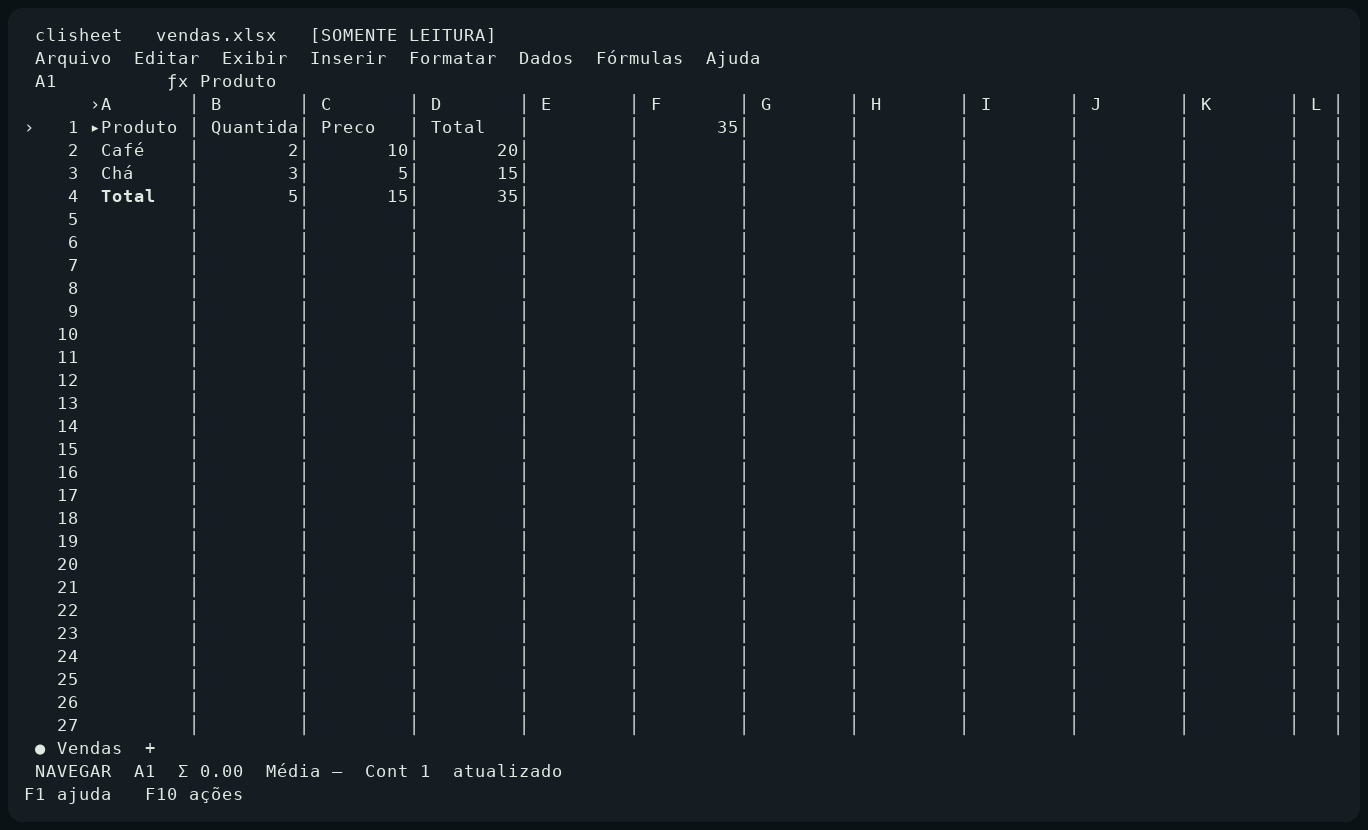 clisheet   vendas.xlsx   [SOMENTE LEITURA]
Arquivo  Editar  Exibir  Inserir  Formatar  Dados  Fórmulas  Ajuda
A1          ƒx Produto
›A       │ B       │ C       │ D       │ E       │ F       │ G       │ H       │ I       │ J       │ K       │ L │
›   1 ▸Produto │ Quantida│ Preco   │ Total   │         │       35│
2  Café    │        2│       10│       20│
3  Chá     │        3│        5│       15│
4  Total   │        5│       15│       35│
5
6
7
8
9
10
11
12
13
14
15
16
17
18
19
20
21
22
23
24
25
26
27
● Vendas  +
NAVEGAR  A1  Σ 0.00  Média —  Cont 1  atualizado
F1 ajuda   F10 ações